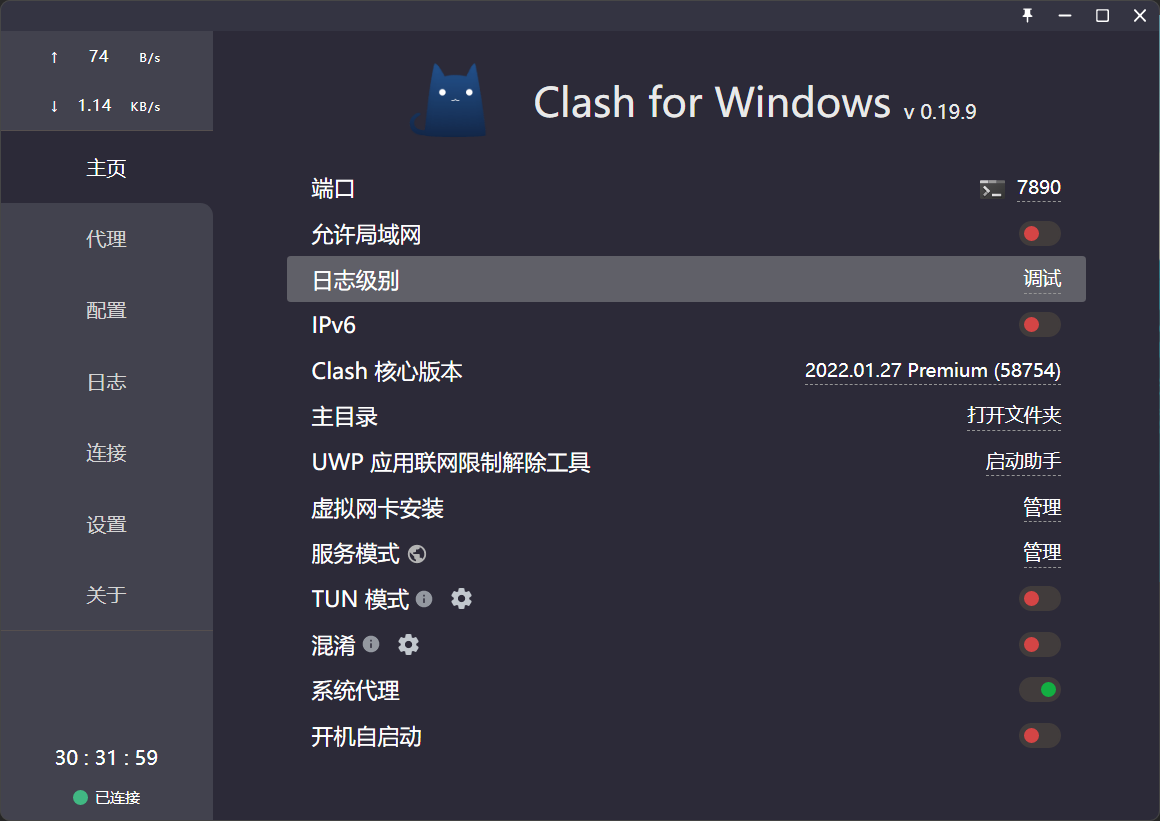 ↑ 74 B/s
↓ 1.14 KB/s
主页
代理
配置
日志
连接
设置
关于
30 : 31 : 59
已连接
Clash for Windows v 0.19.9
端口 7890
允许局域网
日志级别 调试
IPv6
Clash 核心版本 2022.01.27 Premium (58754)
主目录 打开文件夹
UWP 应用联网限制解除工具 启动助手
虚拟网卡安装 管理
服务模式 管理
TUN 模式
混淆
系统代理
开机自启动